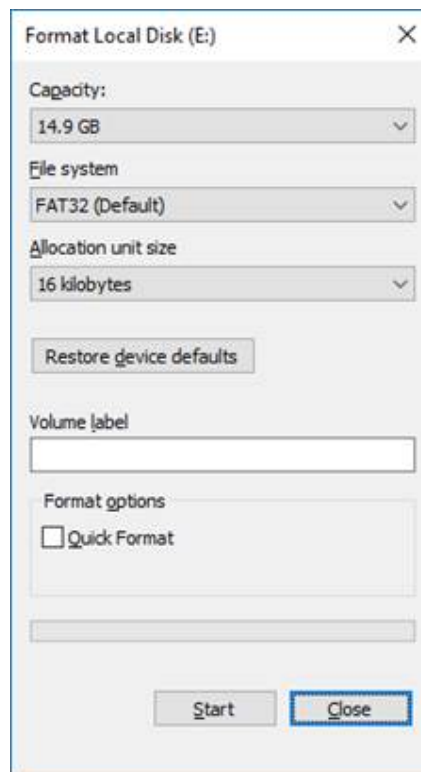 Format Local Disk (E:)
Capacity:
14.9 GB
File system
FAT32 (Default)
Allocation unit size
16 kilobytes
Restore device defaults
Volume label
Format options
Quick Format
Start
Close